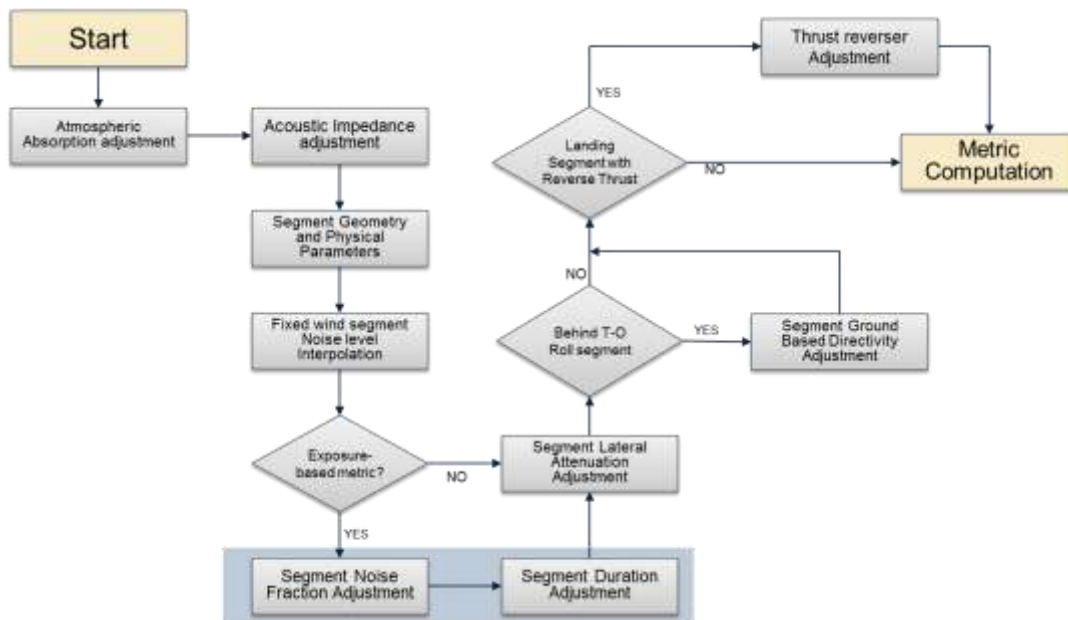 Start
Atmospheric
Absorption adjustment
Acoustic Impedance
adjustment
Segment Geometry
and Physical
Parameters
Fixed wind segment
Noise level
Interpolation
Exposure-
based metric?
NO
YES
Segment Noise
Fraction Adjustment
Segment Duration
Adjustment
Segment Lateral
Attenuation
Adjustment
Behind T-O
Roll segment
YES
Segment Ground
Based Directivity
Adjustment
NO
Landing
Segment with
Reverse Thrust
YES
Thrust reverser
Adjustment
NO
Metric
Computation